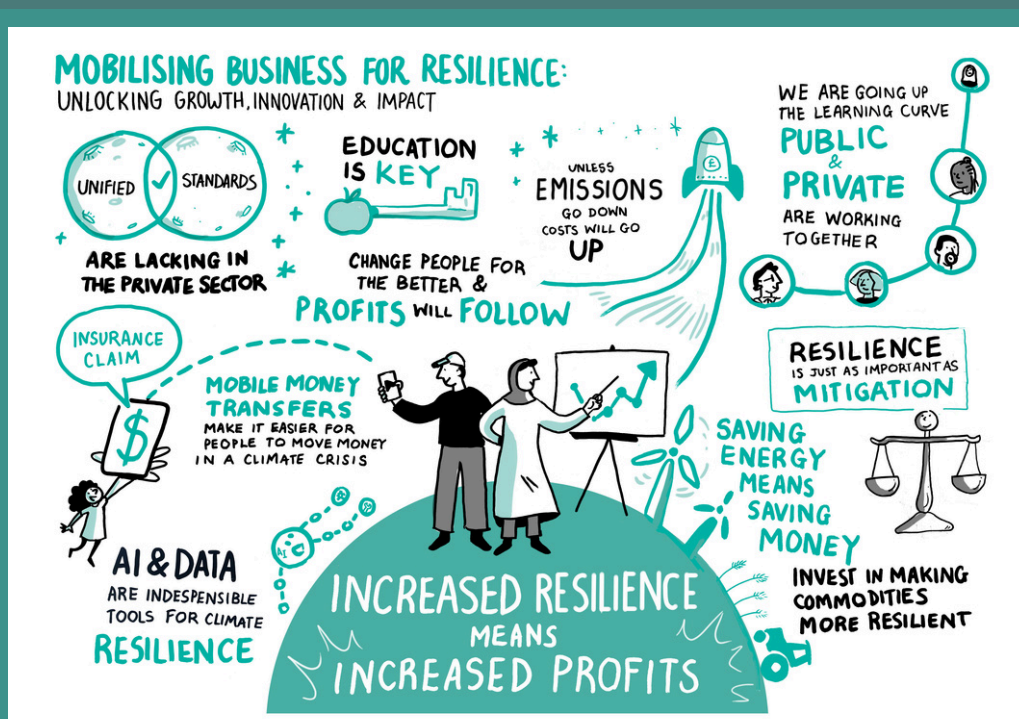 MOBILISING BUSINESS FOR RESILIENCE:
UNLOCKING GROWTH, INNOVATION & IMPACT
UNIFIED
STANDARDS
ARE LACKING IN
THE PRIVATE SECTOR
EDUCATION
IS KEY
CHANGE PEOPLE FOR
THE BETTER &
PROFITS WILL FOLLOW
UNLESS
EMISSIONS
GO DOWN
COSTS WILL GO
UP
£
WE ARE GOING UP
THE LEARNING CURVE
PUBLIC
&
PRIVATE
ARE WORKING
TOGETHER
INSURANCE
CLAIM
$
MOBILE MONEY
TRANSFERS
MAKE IT EASIER FOR
PEOPLE TO MOVE MONEY
IN A CLIMATE CRISIS
RESILIENCE
IS JUST AS IMPORTANT AS
MITIGATION
SAVING
ENERGY
MEANS
SAVING
MONEY
AI & DATA
ARE INDESPENSIBLE
TOOLS FOR CLIMATE
RESILIENCE
AI
INVEST IN MAKING
COMMODITIES
MORE RESILIENT
INCREASED RESILIENCE
MEANS
INCREASED PROFITS